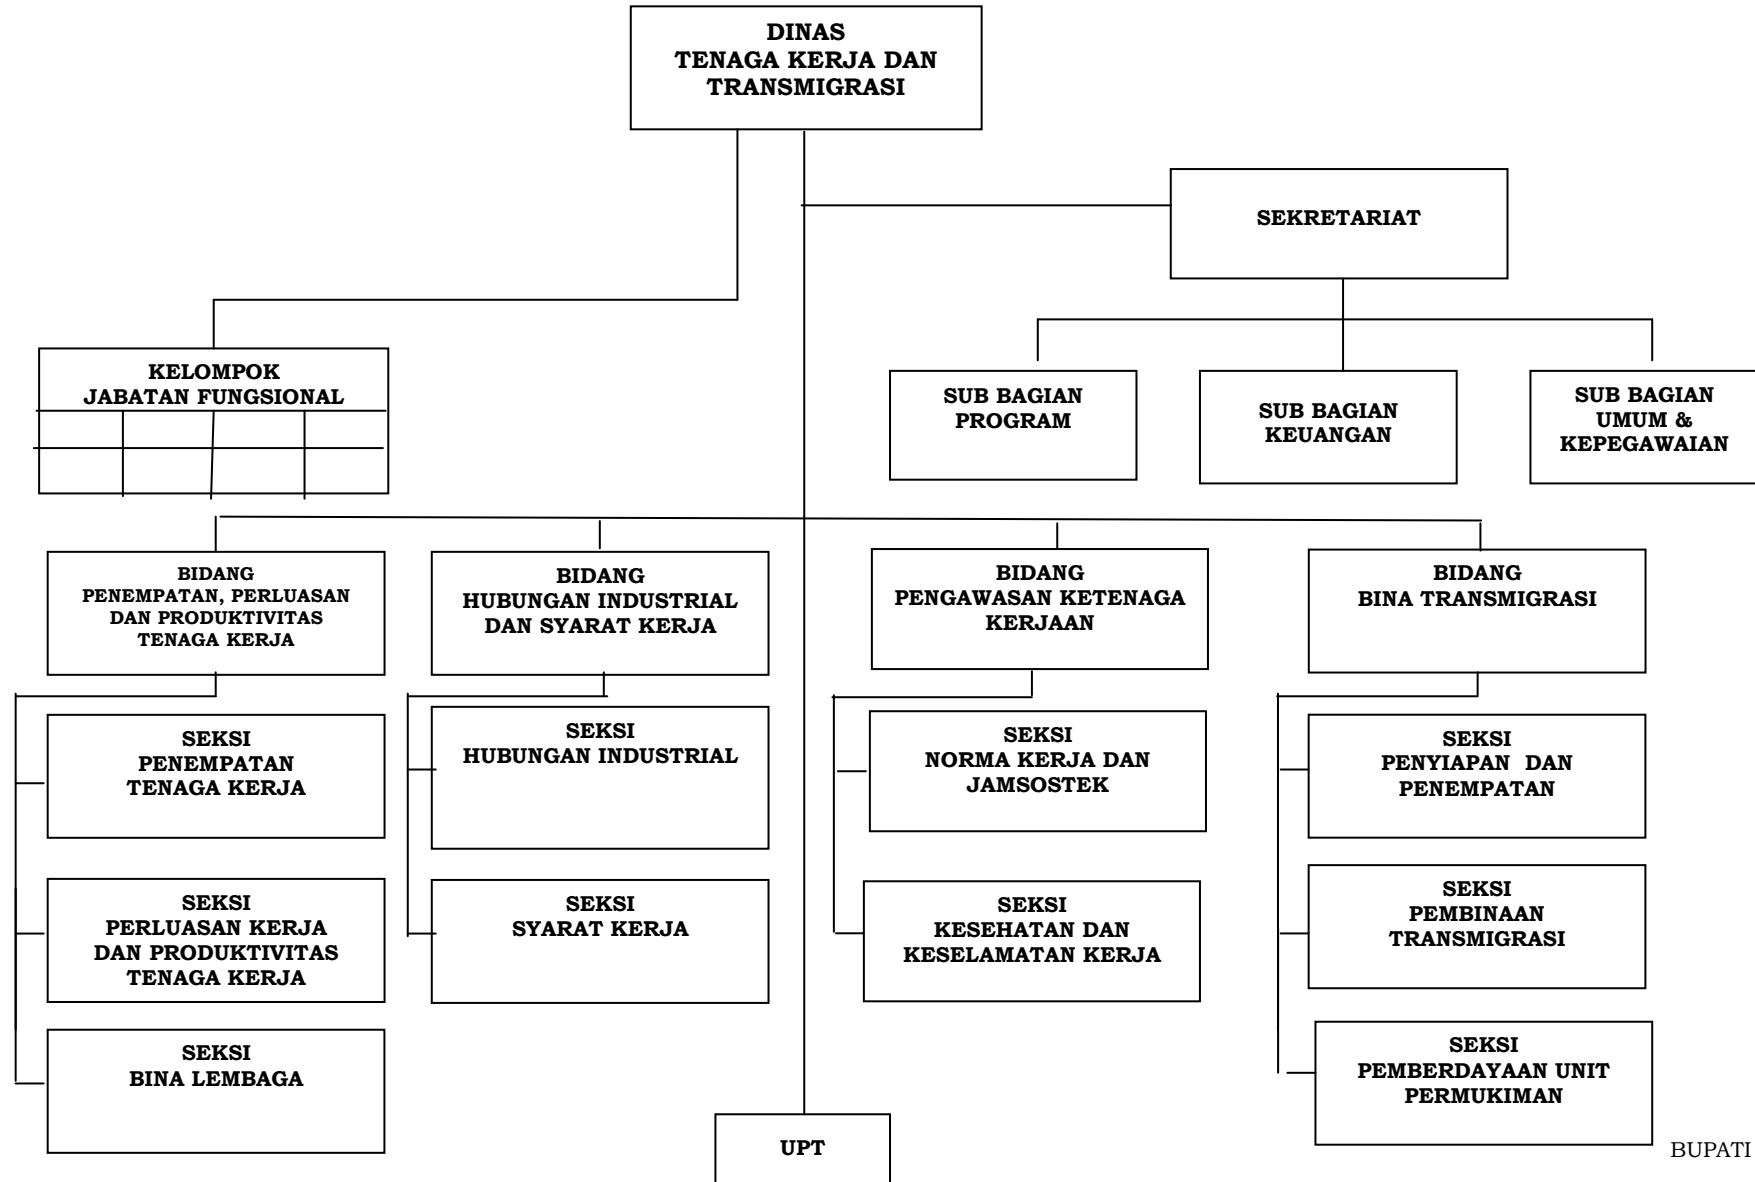 DINAS
TENAGA KERJA DAN
TRANSMIGRASI
SEKRETARIAT
KELOMPOK
JABATAN FUNGSIONAL
SUB BAGIAN
PROGRAM
SUB BAGIAN
KEUANGAN
SUB BAGIAN
UMUM &
KEPEGAWAIAN
BIDANG
PENEMPATAN, PERLUASAN
DAN PRODUKTIVITAS
TENAGA KERJA
BIDANG
HUBUNGAN INDUSTRIAL
DAN SYARAT KERJA
BIDANG
PENGAWASAN KETENAGA
KERJAAN
BIDANG
BINA TRANSMIGRASI
SEKSI
PENEMPATAN
TENAGA KERJA
SEKSI
HUBUNGAN INDUSTRIAL
SEKSI
NORMA KERJA DAN
JAMSOSTEK
SEKSI
PENYIAPAN  DAN
PENEMPATAN
SEKSI
PERLUASAN KERJA
DAN PRODUKTIVITAS
TENAGA KERJA
SEKSI
SYARAT KERJA
SEKSI
KESEHATAN DAN
KESELAMATAN KERJA
SEKSI
PEMBINAAN
TRANSMIGRASI
SEKSI
BINA LEMBAGA
SEKSI
PEMBERDAYAAN UNIT
PERMUKIMAN
UPT
BUPATI